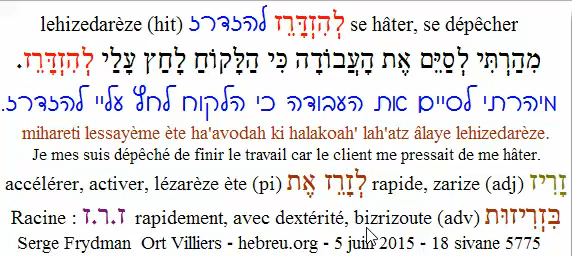 lehizedarèze (hit) להזדרז לְהִזְדָּרֵז se hâter, se dépêcher
מִהַרְתִּי לְסַיֵּם אֶת הָעֲבוֹדָה כִּי הַלָּקוֹחַ לָחַץ עָלַי לְהִזְדָּרֵז.
מיהרתי לסיים את העבודה כי הלקוח לחץ עליי להזדרז.
mihareti lessayème ète ha'avodah ki halakoah' lah'atz âlaye lehizedarèze.
Je mes suis dépêché de finir le travail car le client me pressait de me hâter.
accélérer, activer, lézarèze ète (pi) לְזָרֵז אֶת rapide, zarize (adj) זָרִיז
Racine : ז.ר.ז rapidement, avec dextérité, bizrizoute (adv) בִּזְרִיזוּת
Serge Frydman Ort Villiers - hebreu.org - 5 juin 2015 - 18 sivane 5775